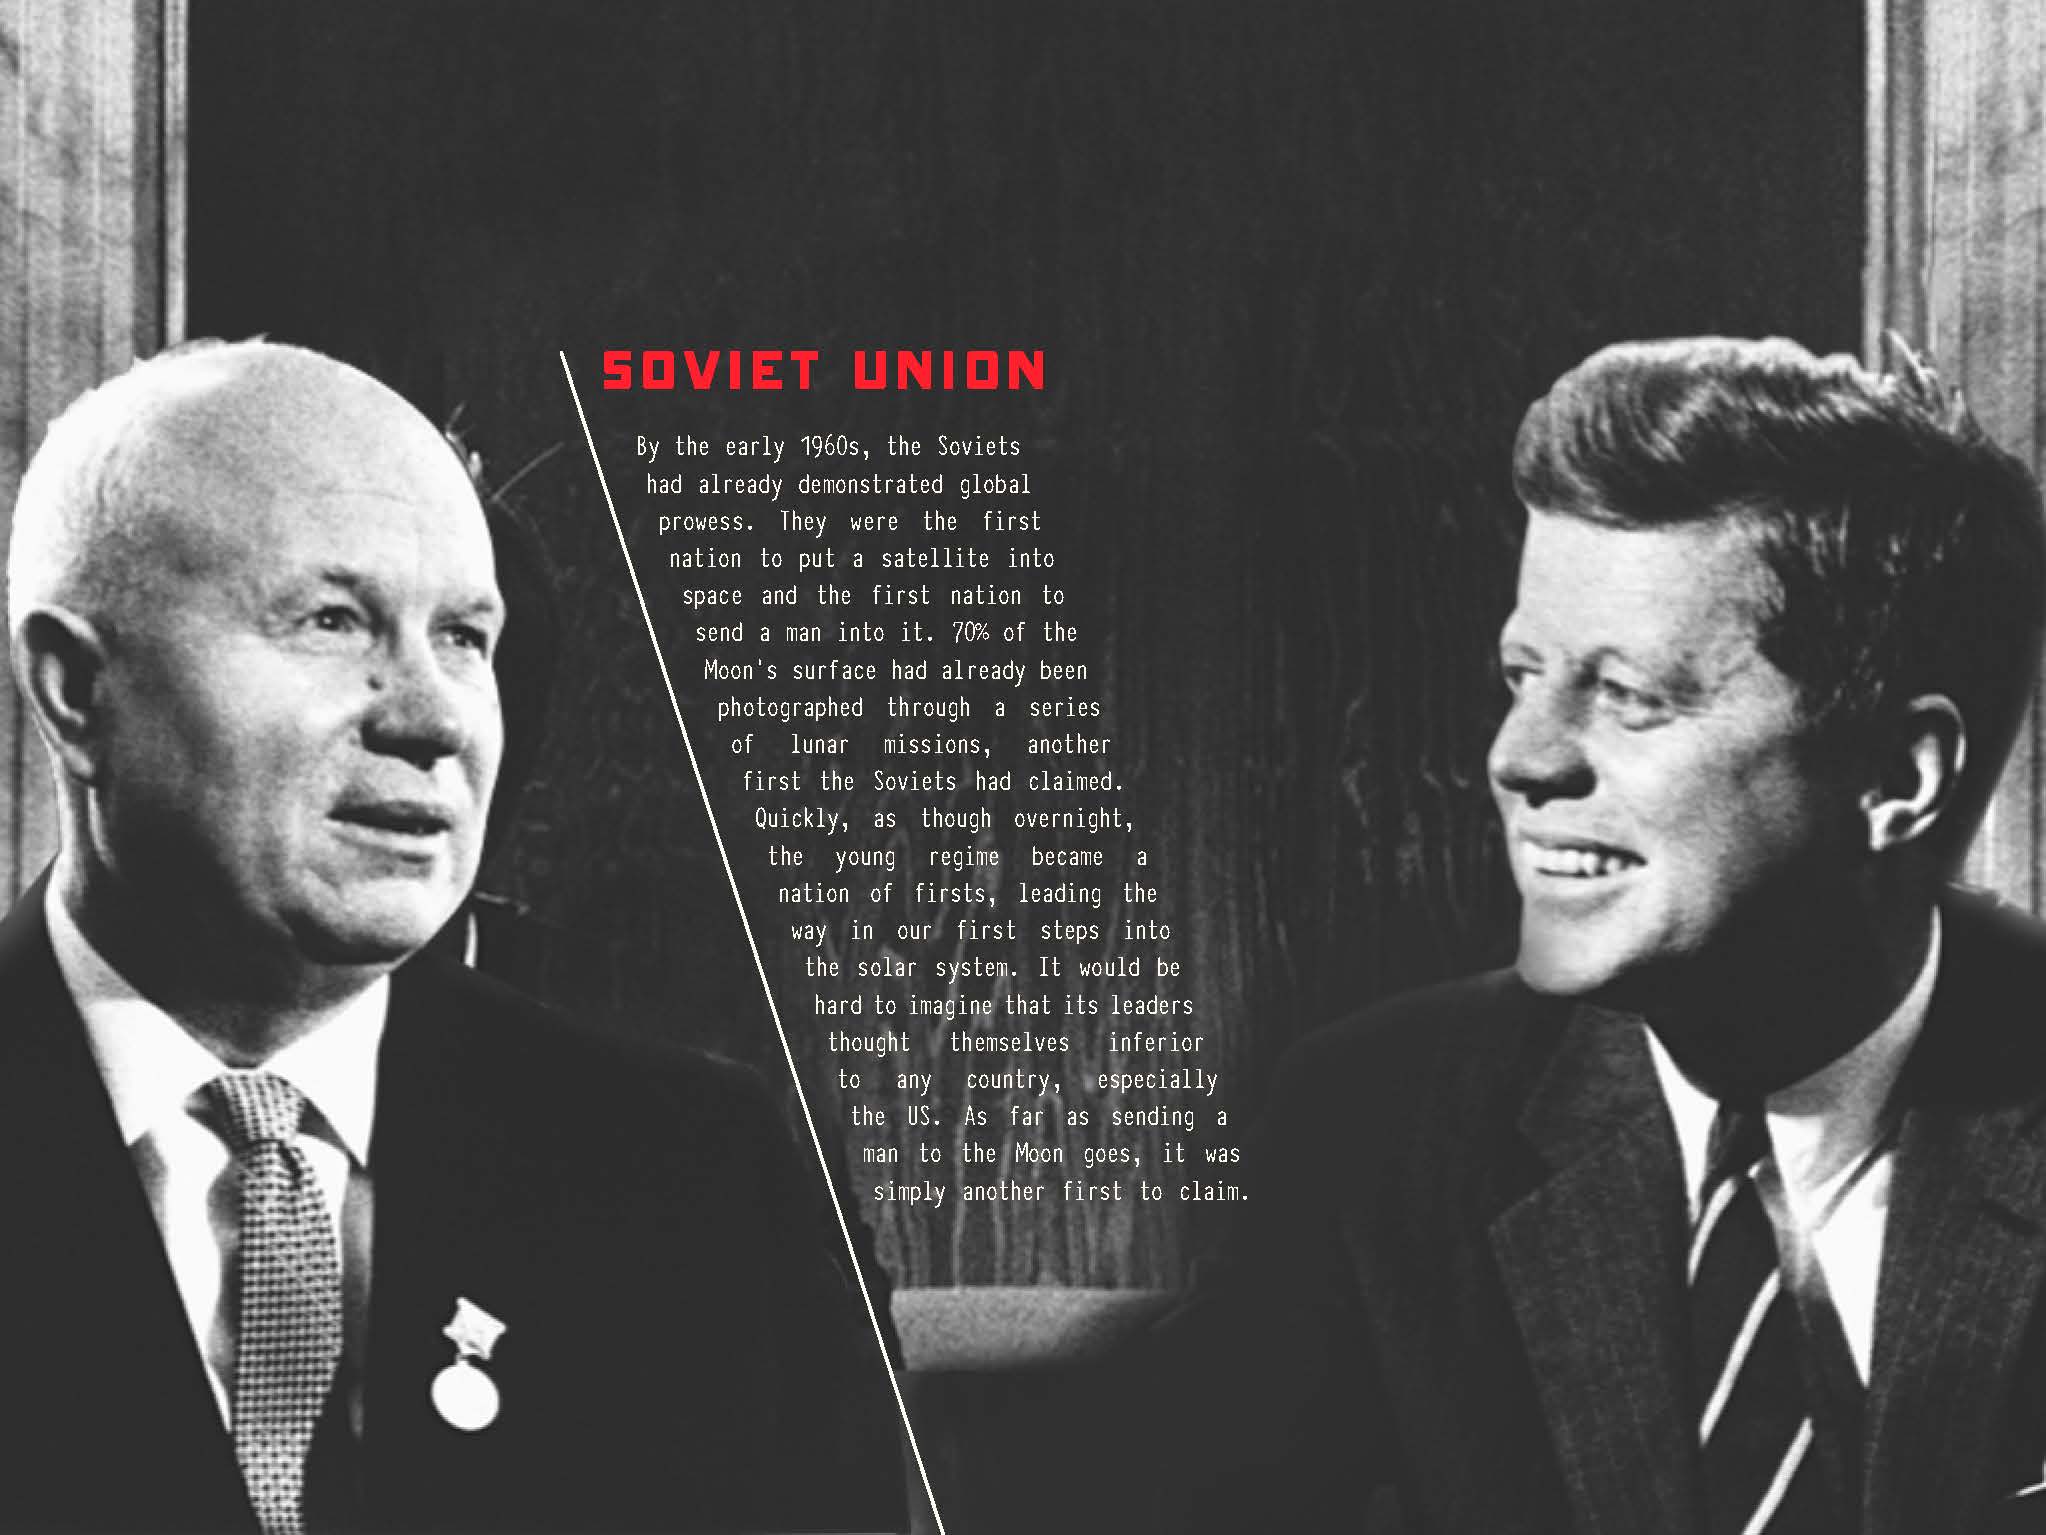 SOVIET UNION
By the early 1960s, the Soviets
had already demonstrated global
prowess. They were the first
nation to put a satellite into
space and the first nation to
send a man into it. 70% of the
Moon's surface had already been
photographed through a series
of lunar missions, another
first the Soviets had claimed.
Quickly, as though overnight,
the young regime became a
nation of firsts, leading the
way in our first steps into
the solar system. It would be
hard to imagine that its leaders
thought themselves inferior
to any country, especially
the US. As far as sending a
man to the Moon goes, it was
simply another first to claim.